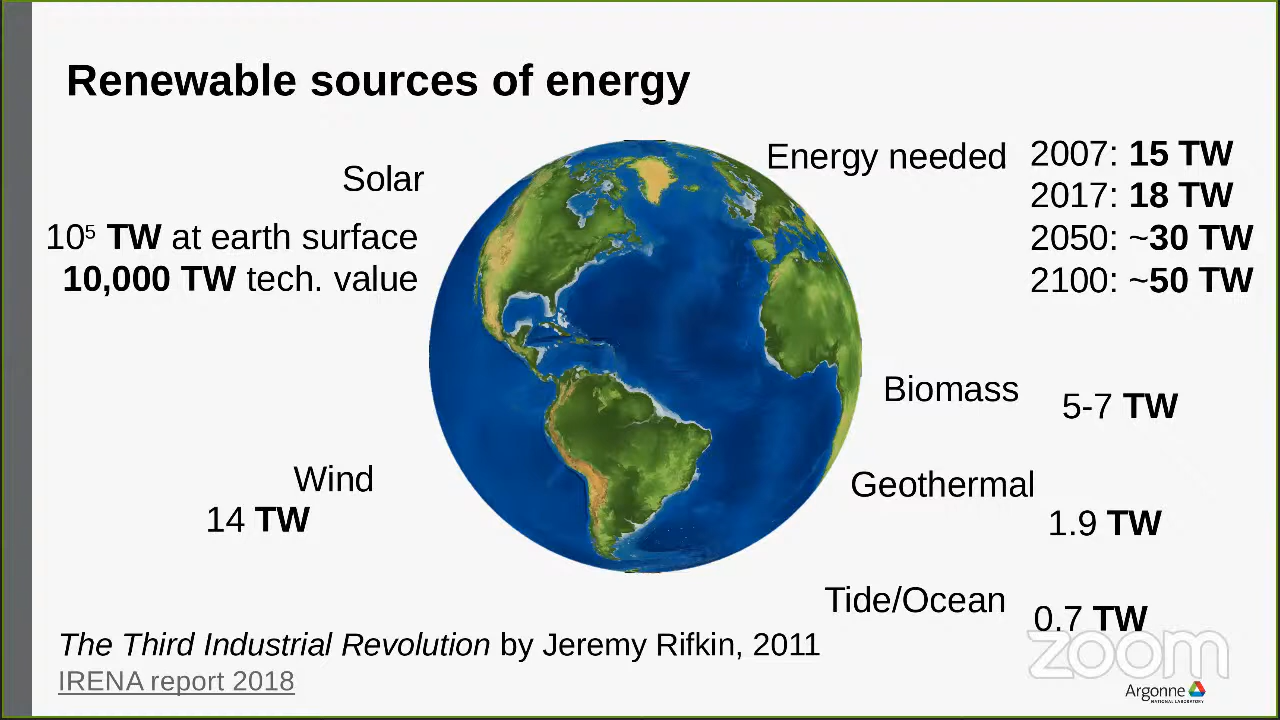 Renewable sources of energy
Solar
10⁵ TW at earth surface
10,000 TW tech. value
Energy needed
2007: 15 TW
2017: 18 TW
2050: ~30 TW
2100: ~50 TW
Biomass
5-7 TW
Wind
14 TW
Geothermal
1.9 TW
Tide/Ocean
0.7 TW
The Third Industrial Revolution by Jeremy Rifkin, 2011
IRENA report 2018
zoom
Argonne
NATIONAL LABORATORY